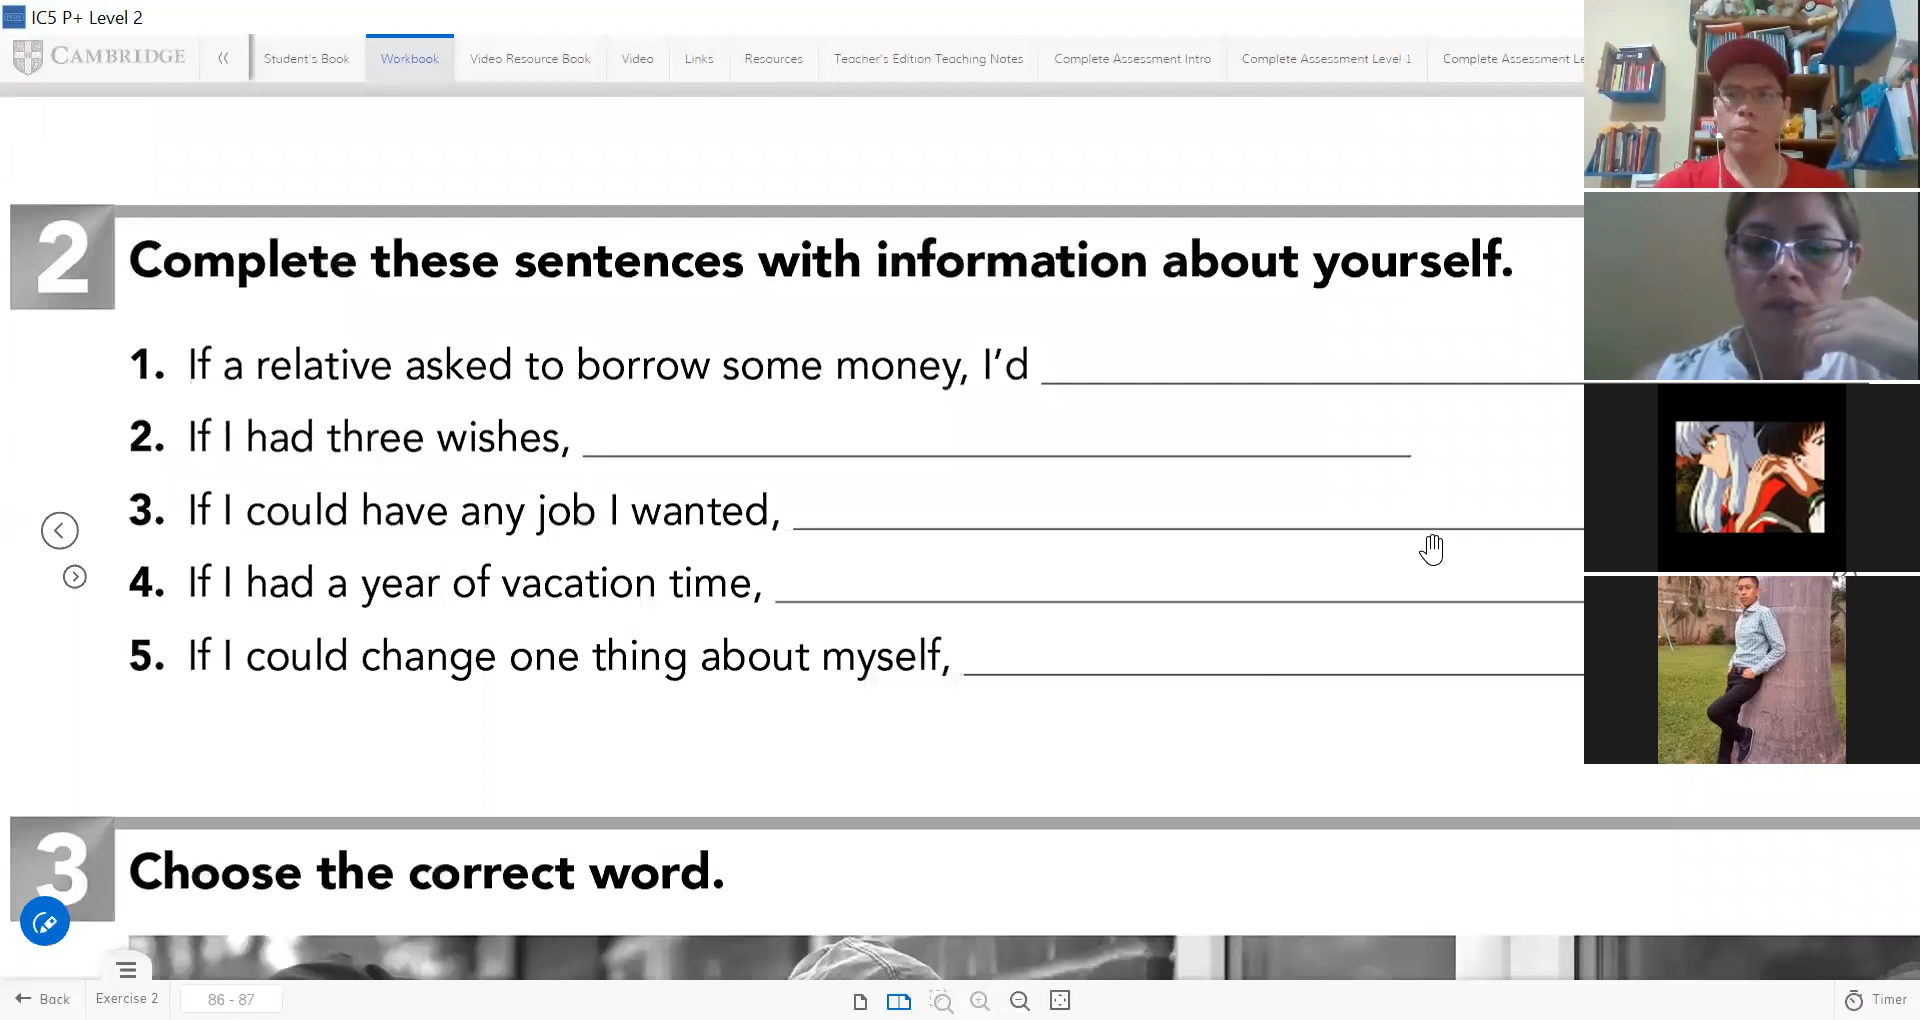 IC5 P+ Level 2
CAMBRIDGE
Student's Book
Workbook
Video Resource Book
Video
Links
Resources
Teacher's Edition Teaching Notes
Complete Assessment Intro
Complete Assessment Level 1
Complete Assessment Le
2 Complete these sentences with information about yourself.
1. If a relative asked to borrow some money, I'd
2. If I had three wishes,
3. If I could have any job I wanted,
4. If I had a year of vacation time,
5. If I could change one thing about myself,
3 Choose the correct word.
Back
Exercise 2
86 - 87
Timer